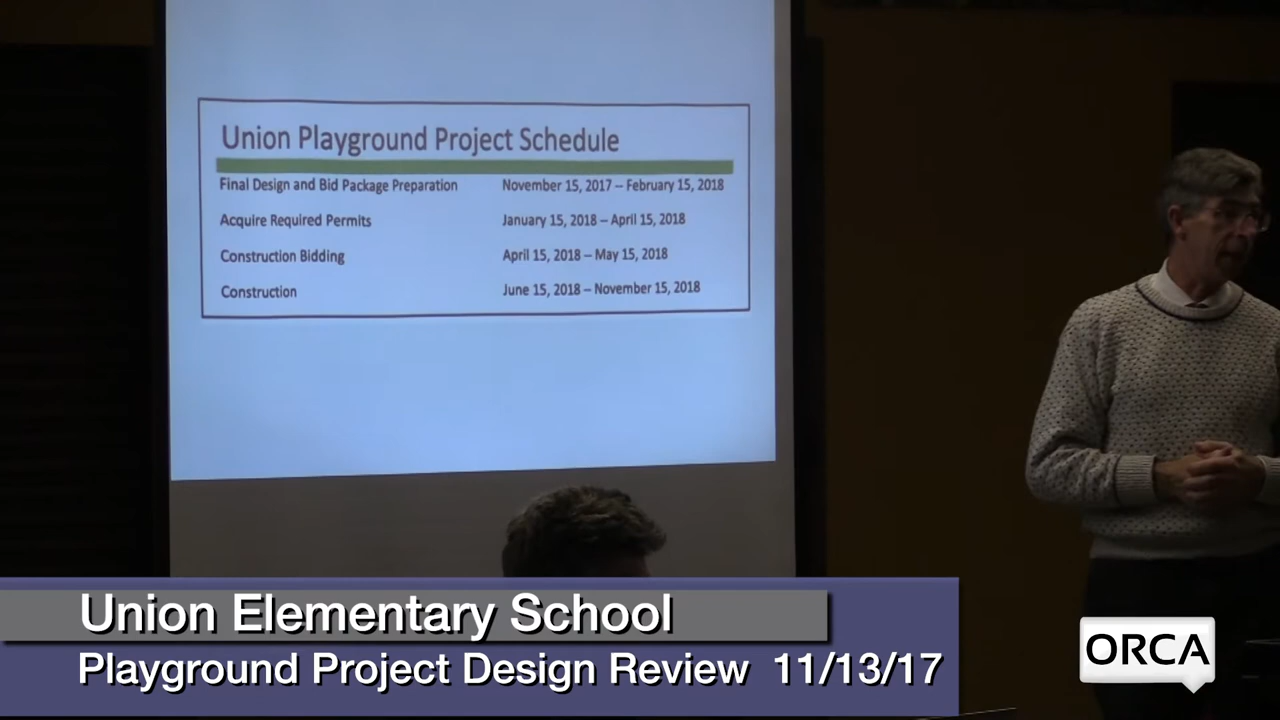 Union Playground Project Schedule
Final Design and Bid Package Preparation November 15, 2017 – February 15, 2018
Acquire Required Permits January 15, 2018 – April 15, 2018
Construction Bidding April 15, 2018 – May 15, 2018
Construction June 15, 2018 – November 15, 2018
Union Elementary School
Playground Project Design Review 11/13/17
ORCA